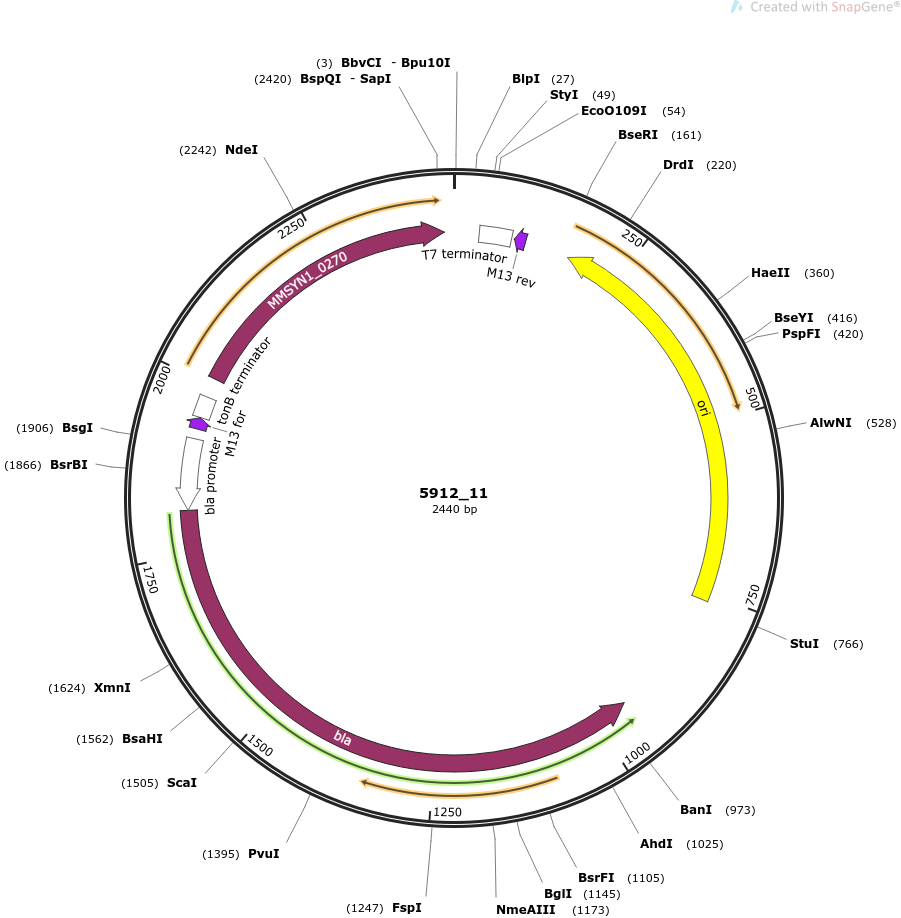 Created with SnapGene®
(3) BbvCI - Bpu10I
(2420) BspQI - SapI
BlpI (27)
StyI (49)
EcoO109I (54)
BseRI (161)
DrdI (220)
(2242) NdeI
2250
250
MMSYN1_0270
T7 terminator
M13 rev
HaeII (360)
BseYI (416)
PspFI (420)
2000
tonB terminator
500
ori
AlwNI (528)
(1906) BsgI
M13 for
(1866) BsrBI
bla promoter
5912_11
2440 bp
1750
750
StuI (766)
(1624) XmnI
(1562) BsaHI
bla
1500
1000
(1505) ScaI
BanI (973)
1250
AhdI (1025)
(1395) PvuI
BsrFI (1105)
BglI (1145)
(1247) FspI
NmeAIII (1173)